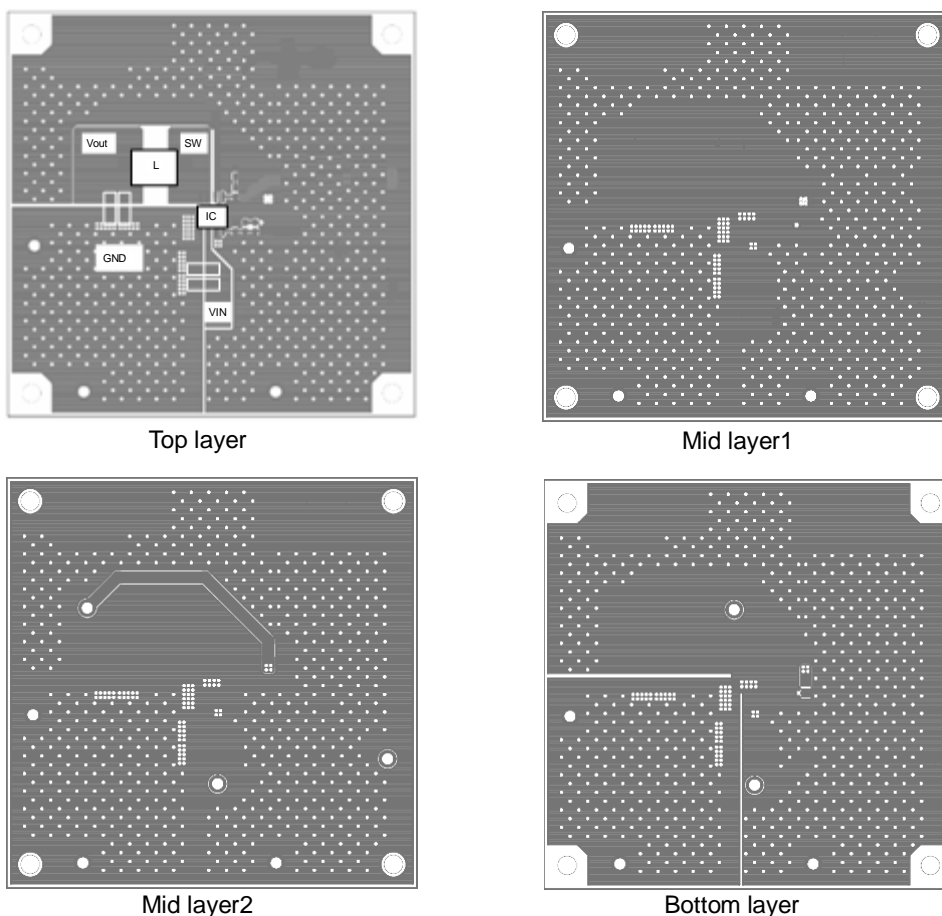 Vout
SW
L
IC
GND
VIN
Top layer
Mid layer1
Mid layer2
Bottom layer